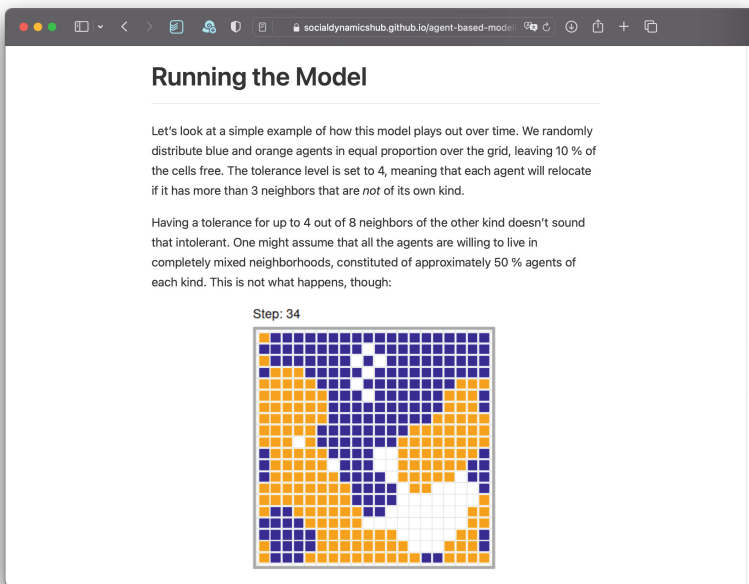 socialdynamicshub.github.io/agent-based-model
Running the Model
Let's look at a simple example of how this model plays out over time. We randomly
distribute blue and orange agents in equal proportion over the grid, leaving 10 % of
the cells free. The tolerance level is set to 4, meaning that each agent will relocate
if it has more than 3 neighbors that are not of its own kind.
Having a tolerance for up to 4 out of 8 neighbors of the other kind doesn't sound
that intolerant. One might assume that all the agents are willing to live in
completely mixed neighborhoods, constituted of approximately 50 % agents of
each kind. This is not what happens, though:
Step: 34